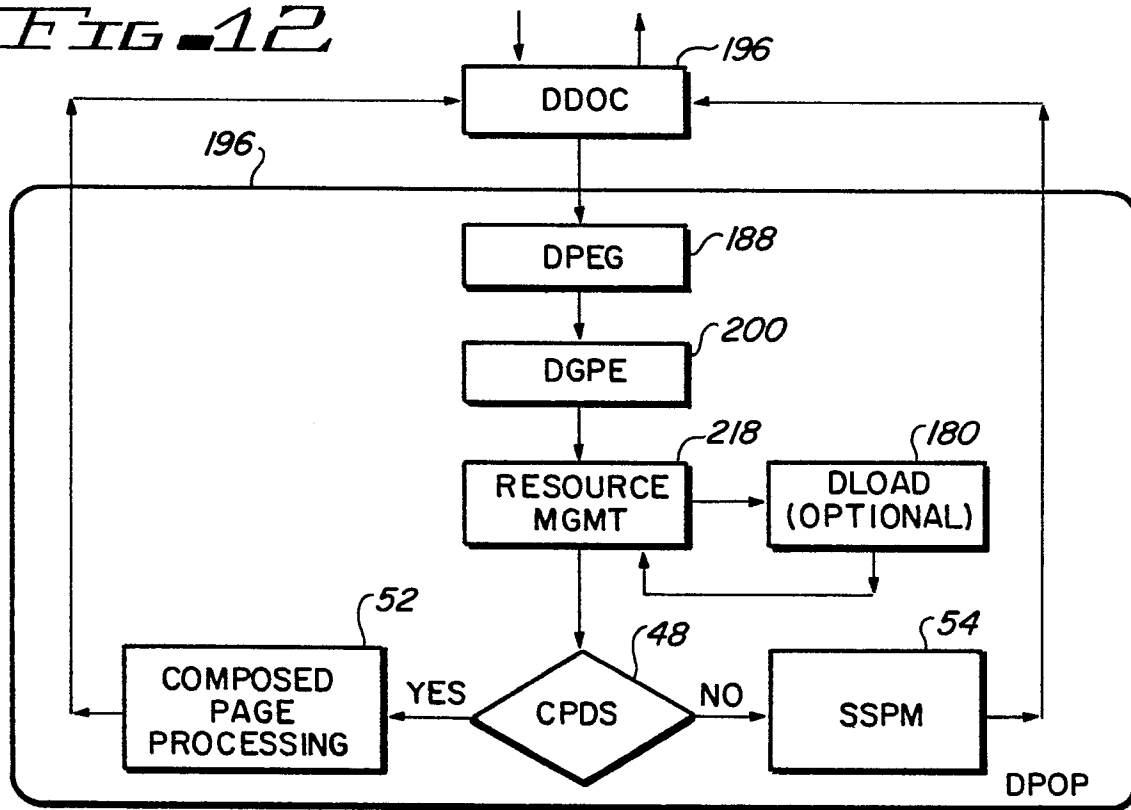 FIG. 12
196
DDOC
196
DPEG
188
DGPE
200
RESOURCE
MGMT
218
DLOAD
(OPTIONAL)
180
COMPOSED
PAGE
PROCESSING
52
YES
CPDS
48
NO
SSPM
54
DPOP